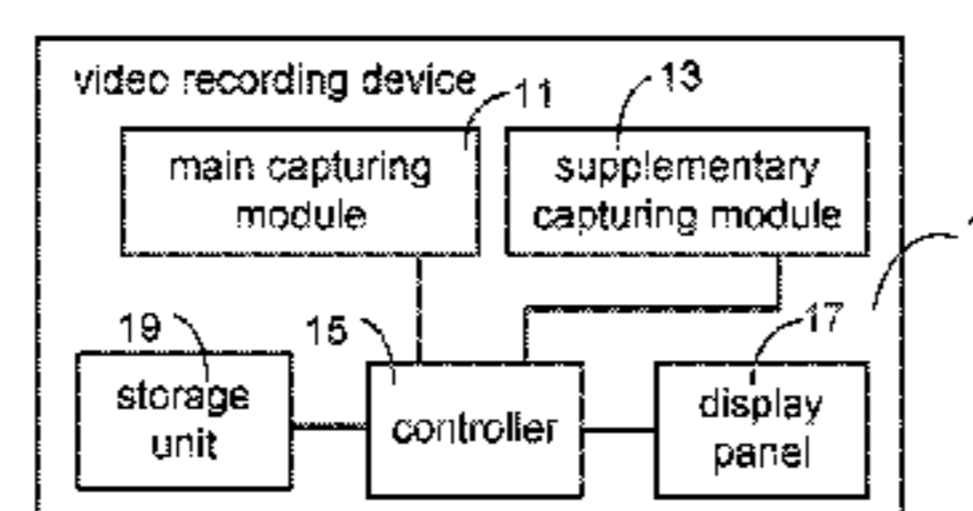 video recording device
11
13
main capturing
module
supplementary
capturing module
19
15
17
storage
unit
controller
display
panel